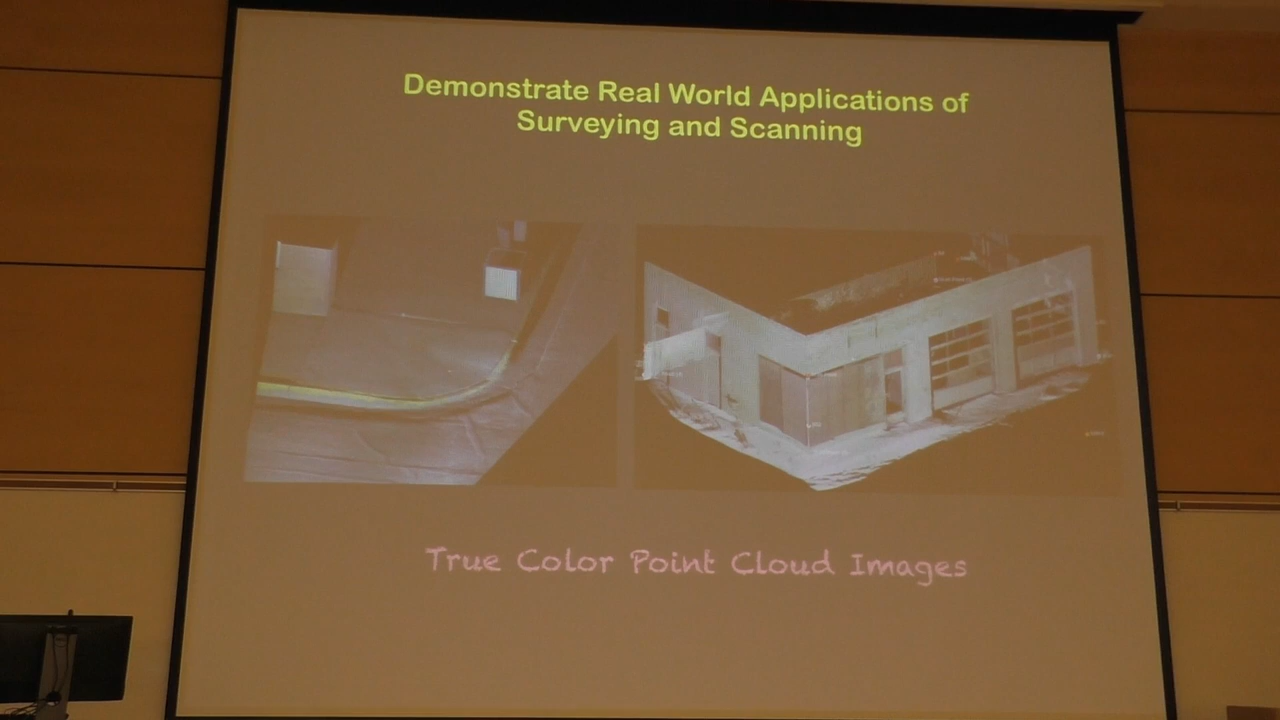 Demonstrate Real World Applications of
Surveying and Scanning
True Color Point Cloud Images